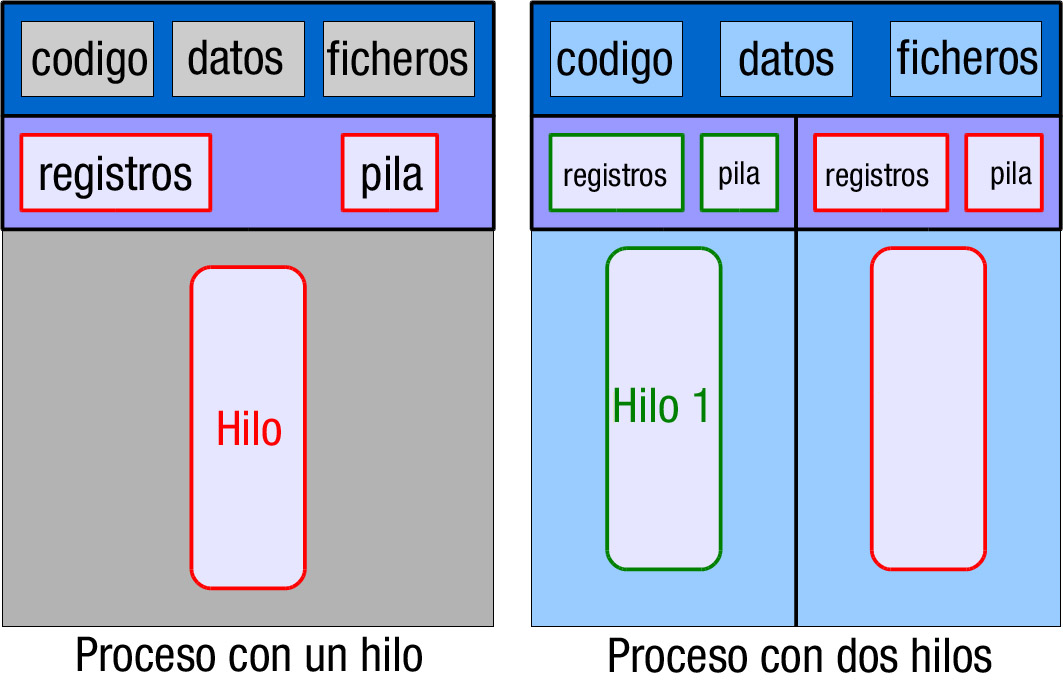 codigo datos ficheros
registros pila
Hilo
Proceso con un hilo
codigo datos ficheros
registros pila registros pila
Hilo 1
Proceso con dos hilos